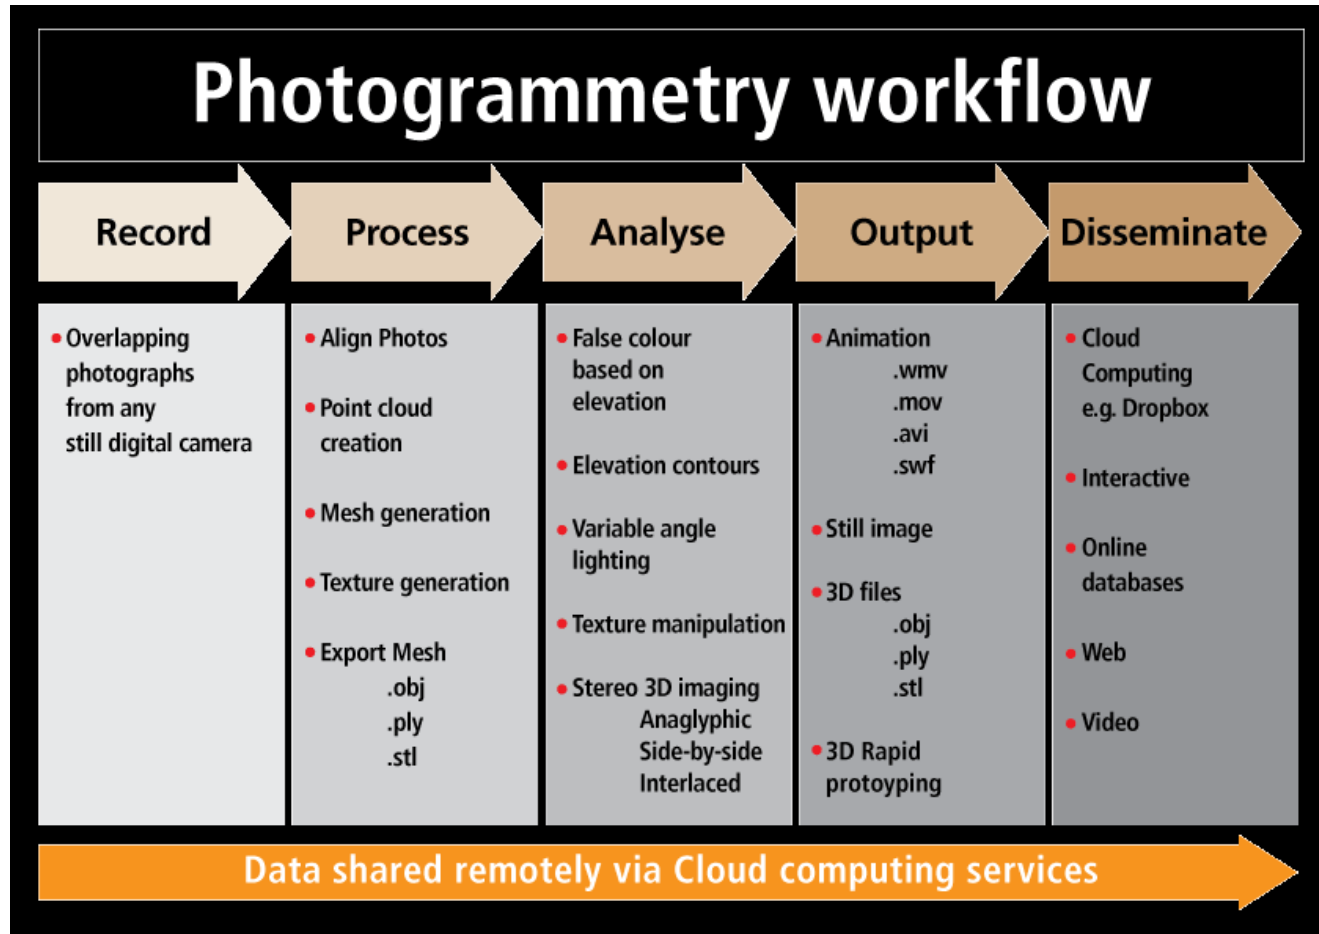 Photogrammetry workflow
Record
Process
Analyse
Output
Disseminate
Overlapping
photographs
from any
still digital camera
Align Photos
Point cloud
creation
Mesh generation
Texture generation
Export Mesh
.obj
.ply
.stl
False colour
based on
elevation
Elevation contours
Variable angle
lighting
Texture manipulation
Stereo 3D imaging
Anaglyphic
Side-by-side
Interlaced
Animation
.wmv
.mov
.avi
.swf
Still image
3D files
.obj
.ply
.stl
3D Rapid
protoyping
Cloud
Computing
e.g. Dropbox
Interactive
Online
databases
Web
Video
Data shared remotely via Cloud computing services